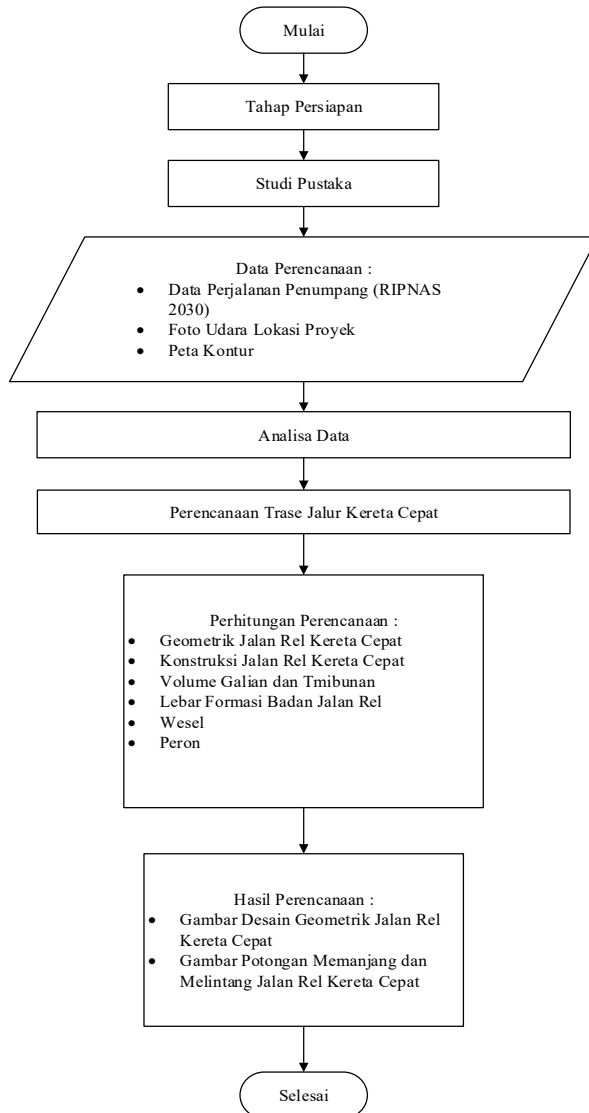 Mulai
Tahap Persiapan
Studi Pustaka
Data Perencanaan :
• Data Perjalanan Penumpang (RIPNAS
2030)
• Foto Udara Lokasi Proyek
• Peta Kontur
Analisa Data
Perencanaan Trase Jalur Kereta Cepat
Perhitungan Perencanaan :
• Geometrik Jalan Rel Kereta Cepat
• Konstruksi Jalan Rel Kereta Cepat
• Volume Galian dan Tmibunan
• Lebar Formasi Badan Jalan Rel
• Wesel
• Peron
Hasil Perencanaan :
• Gambar Desain Geometrik Jalan Rel
Kereta Cepat
• Gambar Potongan Memanjang dan
Melintang Jalan Rel Kereta Cepat
Selesai